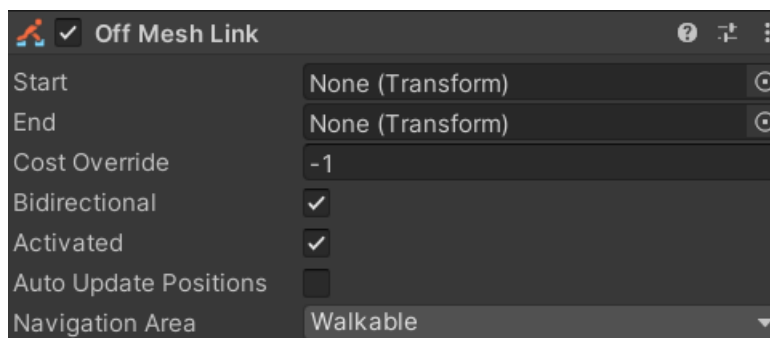 Off Mesh Link
Start None (Transform)
End None (Transform)
Cost Override -1
Bidirectional
Activated
Auto Update Positions
Navigation Area Walkable